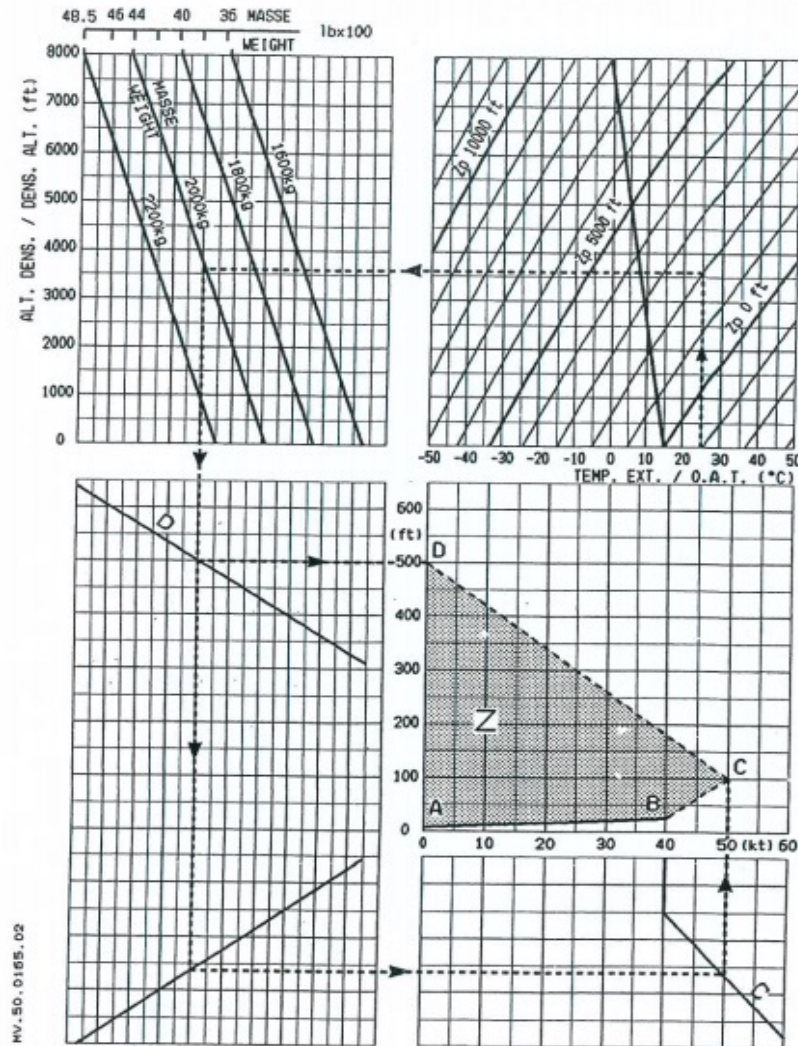 48.5 46 44 40 36 MASSE
WEIGHT lbx100
8000
7000
6000
5000
4000
3000
2000
1000
0
ALT. DENS. / DENS. ALT. (ft)
MASSE
WEIGHT
2200kg
2000kg
1800kg
1600kg
Zp 10000 ft
Zp 5000 ft
Zp 0 ft
-50 -40 -30 -20 -10 0 10 20 30 40 50
TEMP. EXT. / O.A.T. (°C)
D
600
(ft)
500
400
300
200
100
0
D
Z
A
B
C
0 10 20 30 40 50 (kt) 60
C
MV.50.0165.02